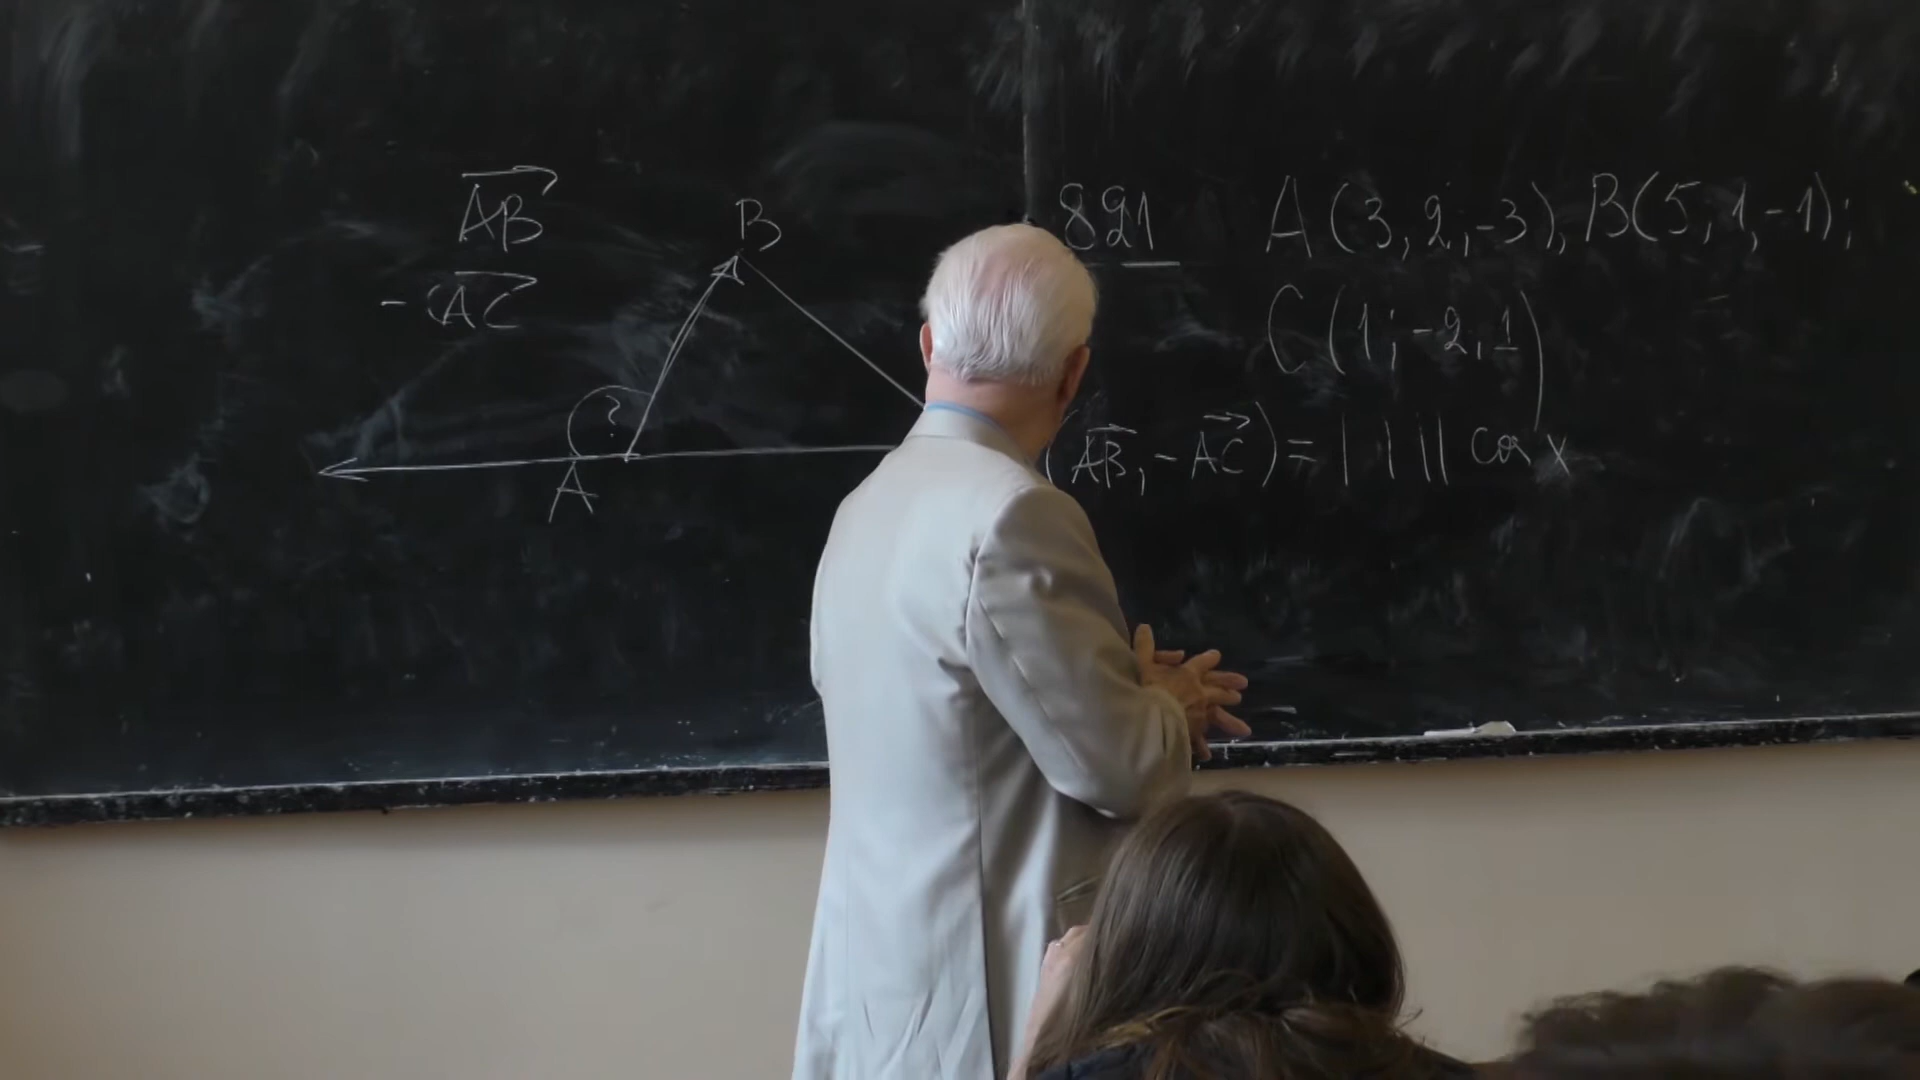 AB
- AC
B
?
A
821 A (3, 2, -3), B(5, 1, -1);
C (1; -2, 1)
(AB, - AC) = | | | | cos x